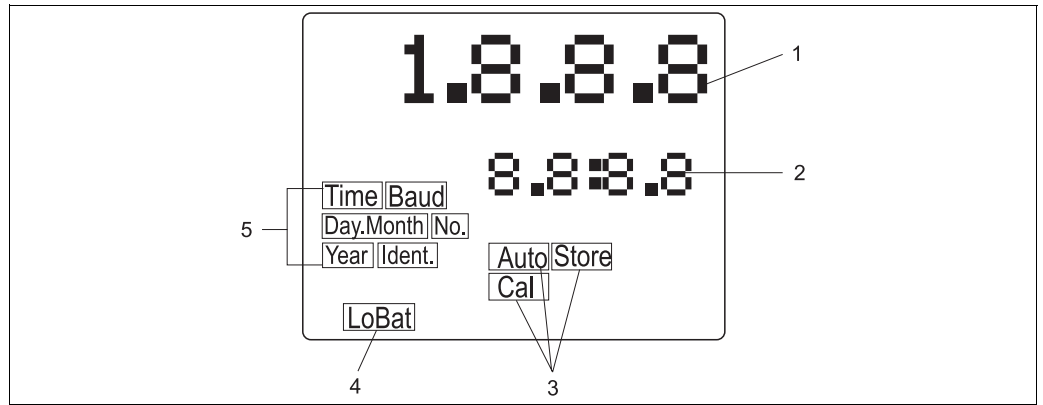 1.8.8.8
1
8.8:8.8
2
Time Baud
5
Day.Month No.
Year Ident.
Auto Store
Cal
LoBat
4
3